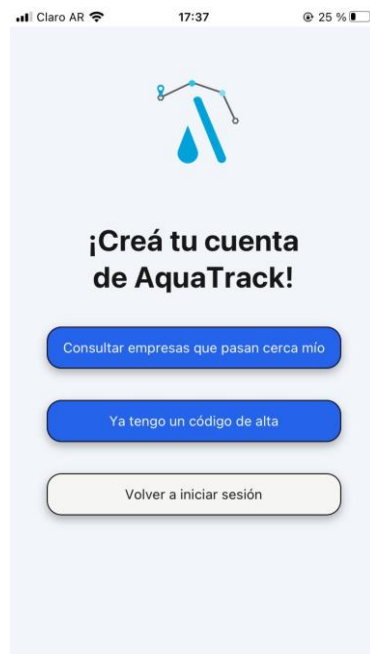 Claro AR 17:37 25 %
¡Creá tu cuenta
de AquaTrack!
Consultar empresas que pasan cerca mío
Ya tengo un código de alta
Volver a iniciar sesión